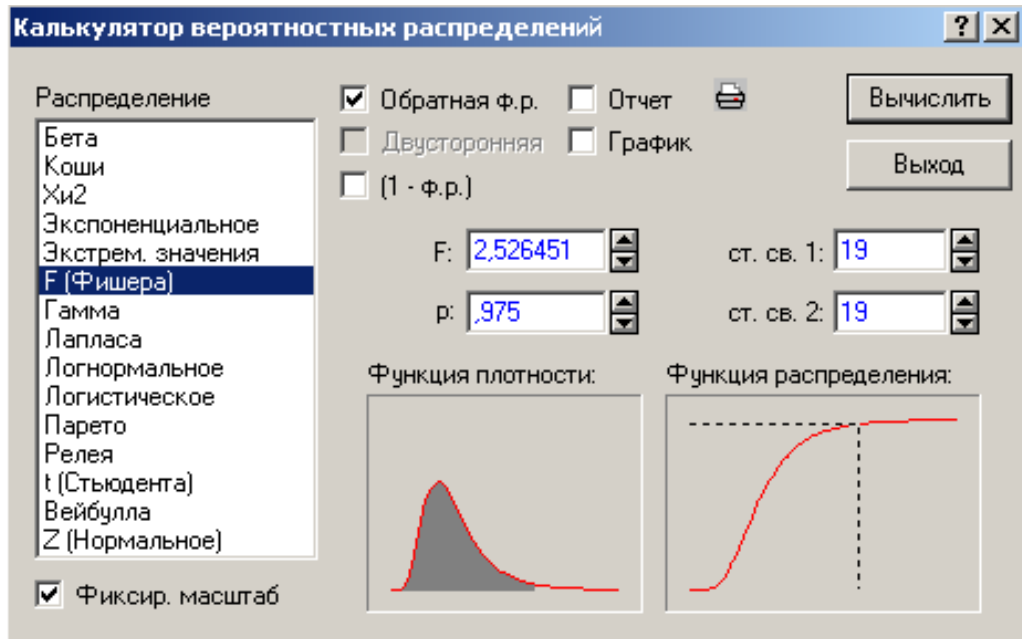 Калькулятор вероятностных распределений
Распределение
Бета
Коши
Хи2
Экспоненциальное
Экстрем. значения
F (Фишера)
Гамма
Лапласа
Логнормальное
Логистическое
Парето
Релея
t (Стьюдента)
Вейбулла
Z (Нормальное)
Фиксир. масштаб
Обратная ф.р.
Отчет
Двусторонняя
График
(1 - ф.р.)
Вычислить
Выход
F: 2,526451
ст. св. 1: 19
p: ,975
ст. св. 2: 19
Функция плотности:
Функция распределения: